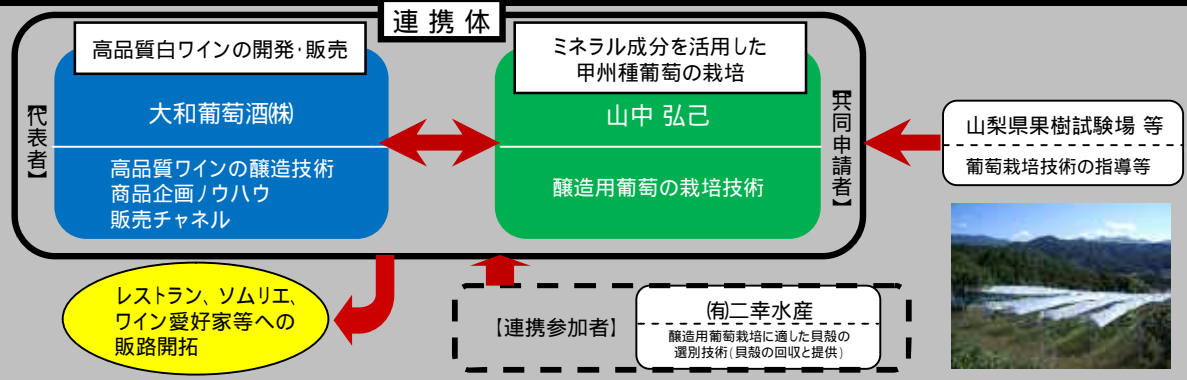 連携体
高品質白ワインの開発・販売
【代表者】
大和葡萄酒㈱
高品質ワインの醸造技術
商品企画ノウハウ
販売チャネル
ミネラル成分を活用した
甲州種葡萄の栽培
山中 弘己
醸造用葡萄の栽培技術
【共同申請者】
山梨県果樹試験場 等
葡萄栽培技術の指導等
レストラン、ソムリエ、
ワイン愛好家等への
販路開拓
【連携参加者】
㈲二幸水産
醸造用葡萄栽培に適した貝殻の
選別技術(貝殻の回収と提供)